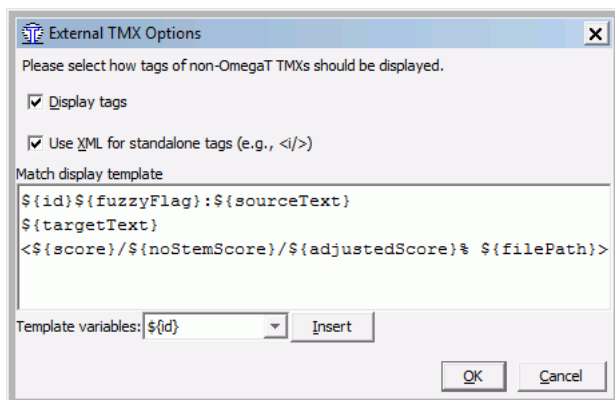 External TMX Options
Please select how tags of non-OmegaT TMXs should be displayed.
Display tags
Use XML for standalone tags (e.g., <i/>)
Match display template
${id}${fuzzyFlag}:${sourceText}
${targetText}
<${score}/${noStemScore}/${adjustedScore}% ${filePath}>
Template variables: ${id} Insert
OK Cancel